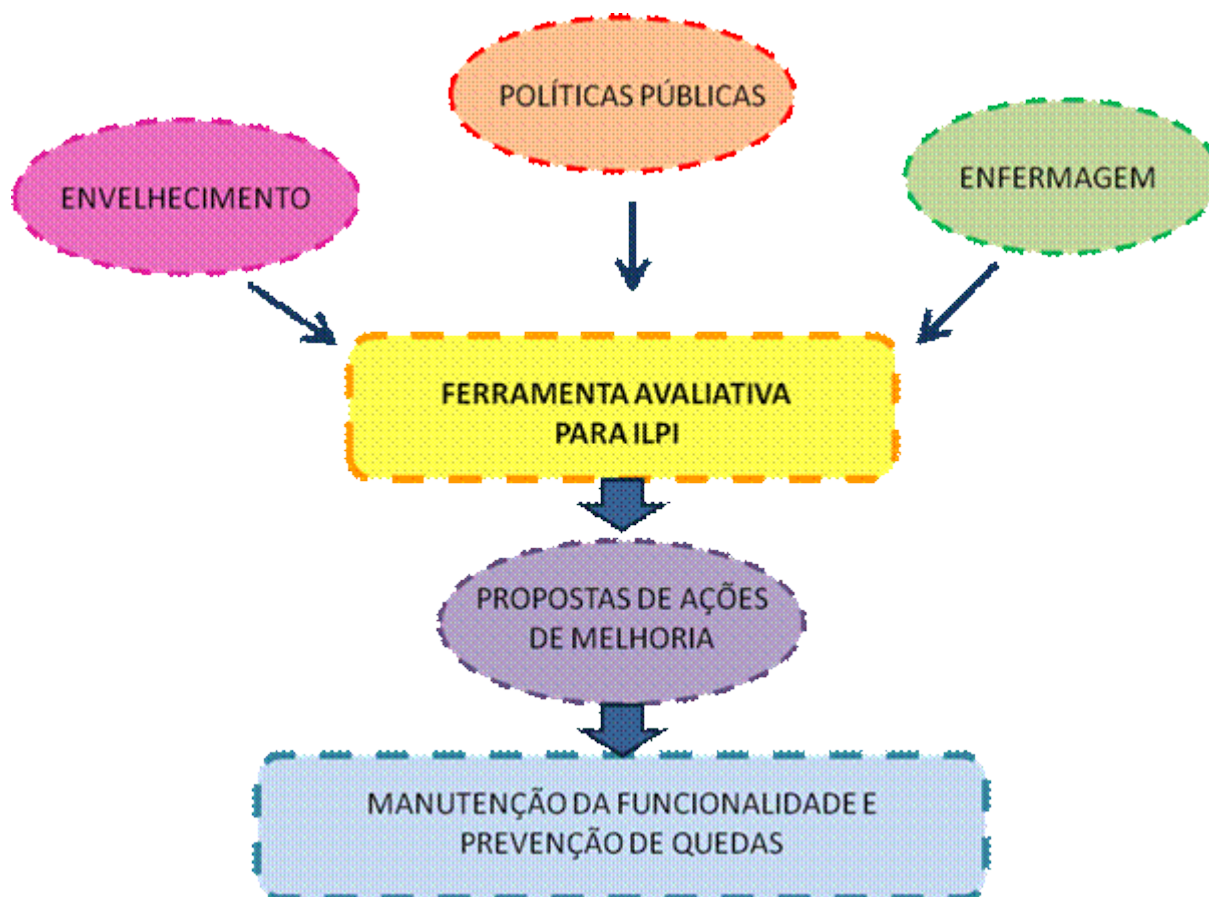 POLÍTICAS PÚBLICAS
ENVELHECIMENTO
ENFERMAGEM
FERRAMENTA AVALIATIVA
PARA ILPI
PROPOSTAS DE AÇÕES
DE MELHORIA
MANUTENÇÃO DA FUNCIONALIDADE E
PREVENÇÃO DE QUEDAS